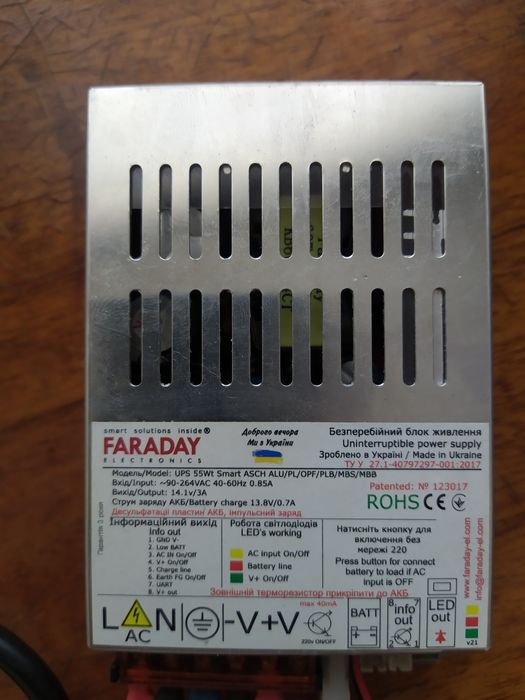 smart solutions inside®
FARADAY
ELECTRONICS
Доброго вечора
Ми з України
Безперебійний блок живлення
Uninterruptible power supply
Зроблено в Україні / Made in Ukraine
ТУ У 27.1-40797297-001:2017
Модель/Model: UPS 55Wt Smart ASCH ALU/PL/OPF/PLB/MBS/MBB
Вхід/Input: ~90-264VAC 40-60Hz 0.85A
Вихід/Output: 14.1v/3A
Струм заряду АКБ/Battery charge 13.8V/0.7A
Десульфатації пластин АКБ, імпульсний заряд
Patented: № 123017
ROHS CE
Гарантія 3 роки
Інформаційний вихід
Info out
1. GND V-
2. Low BATT
3. AC IN On/Off
4. V+ On/Off
5. Charge line
6. Earth FG On/Off
7. UART
8. V+ out
Робота світлодіодів
LED's working
AC input On/Off
Battery line
V+ On/Off
Натисніть кнопку для
включення без
мережі 220
Press button for connect
battery to load if AC
input is OFF
www.faraday-el.com
info@faraday-el.com
Зовнішній терморезистор прикріпити до АКБ
L N
AC
-V+V
max 40mA
220v ON/OFF
BATT
8 7
info
out
2 1
LED
out
v21